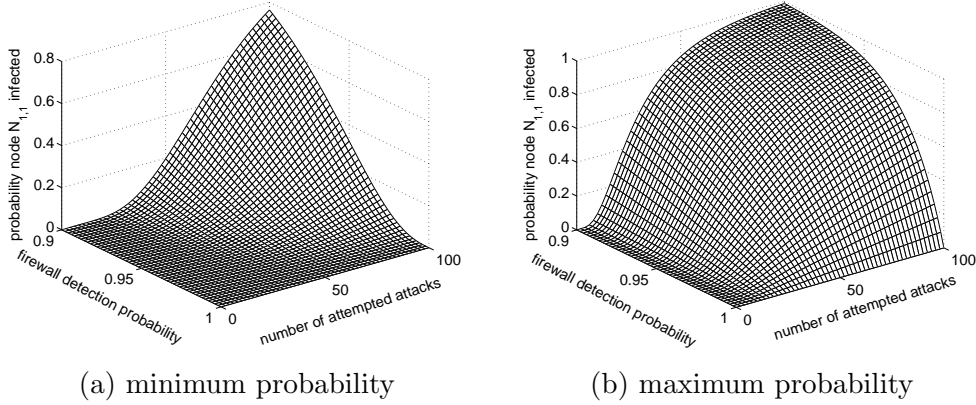 0.8
0.6
0.4
0.2
0
0.9
0.95
1
0
50
100
probability node N1,1 infected
firewall detection probability
number of attempted attacks
(a) minimum probability
1
0.8
0.6
0.4
0.2
0
0.9
0.95
1
0
50
100
probability node N1,1 infected
firewall detection probability
number of attempted attacks
(b) maximum probability